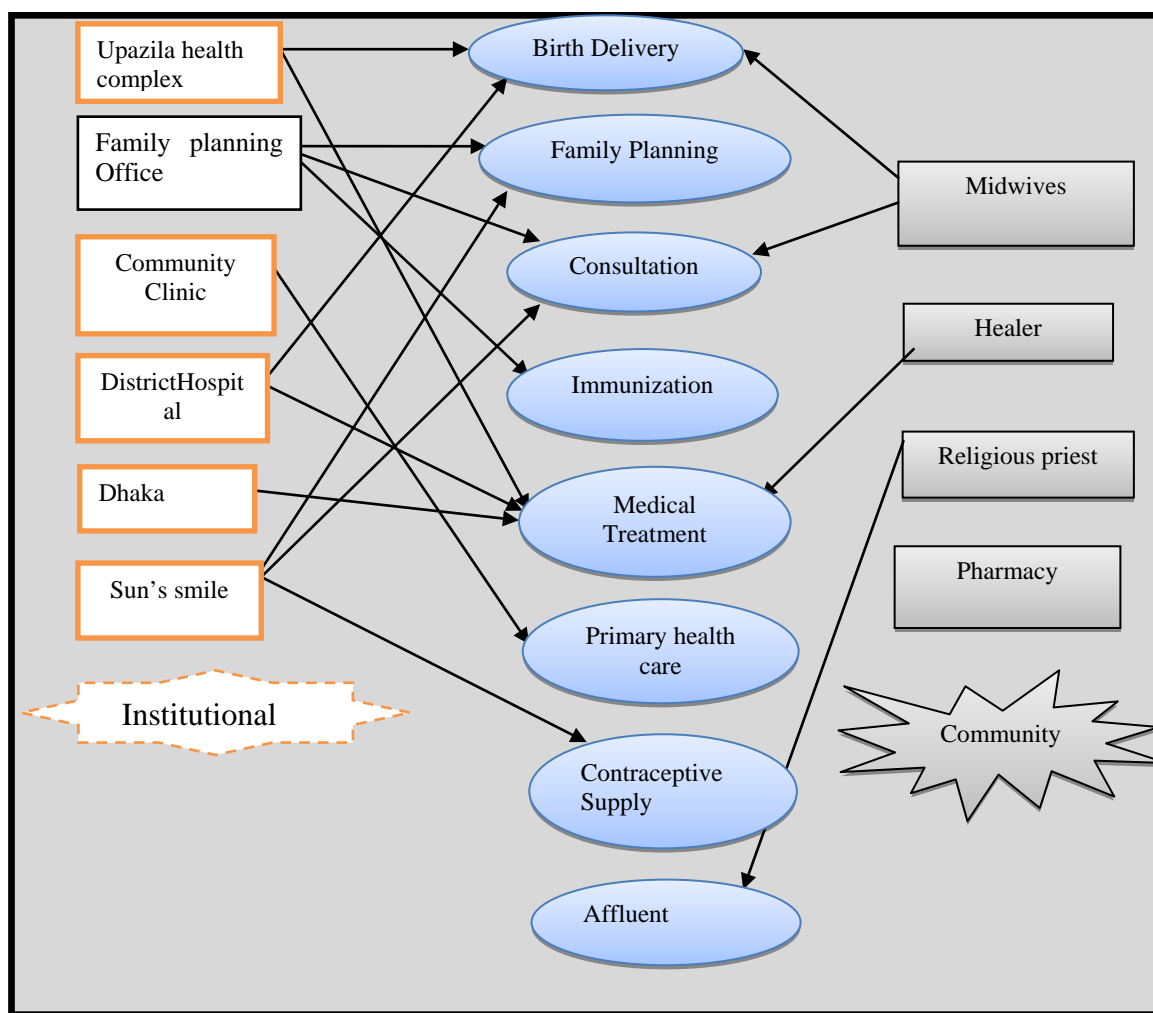 Upazila health
complex
Family planning
Office
Community
Clinic
DistrictHospit
al
Dhaka
Sun's smile
Institutional
Birth Delivery
Family Planning
Consultation
Immunization
Medical
Treatment
Primary health
care
Contraceptive
Supply
Affluent
Midwives
Healer
Religious priest
Pharmacy
Community